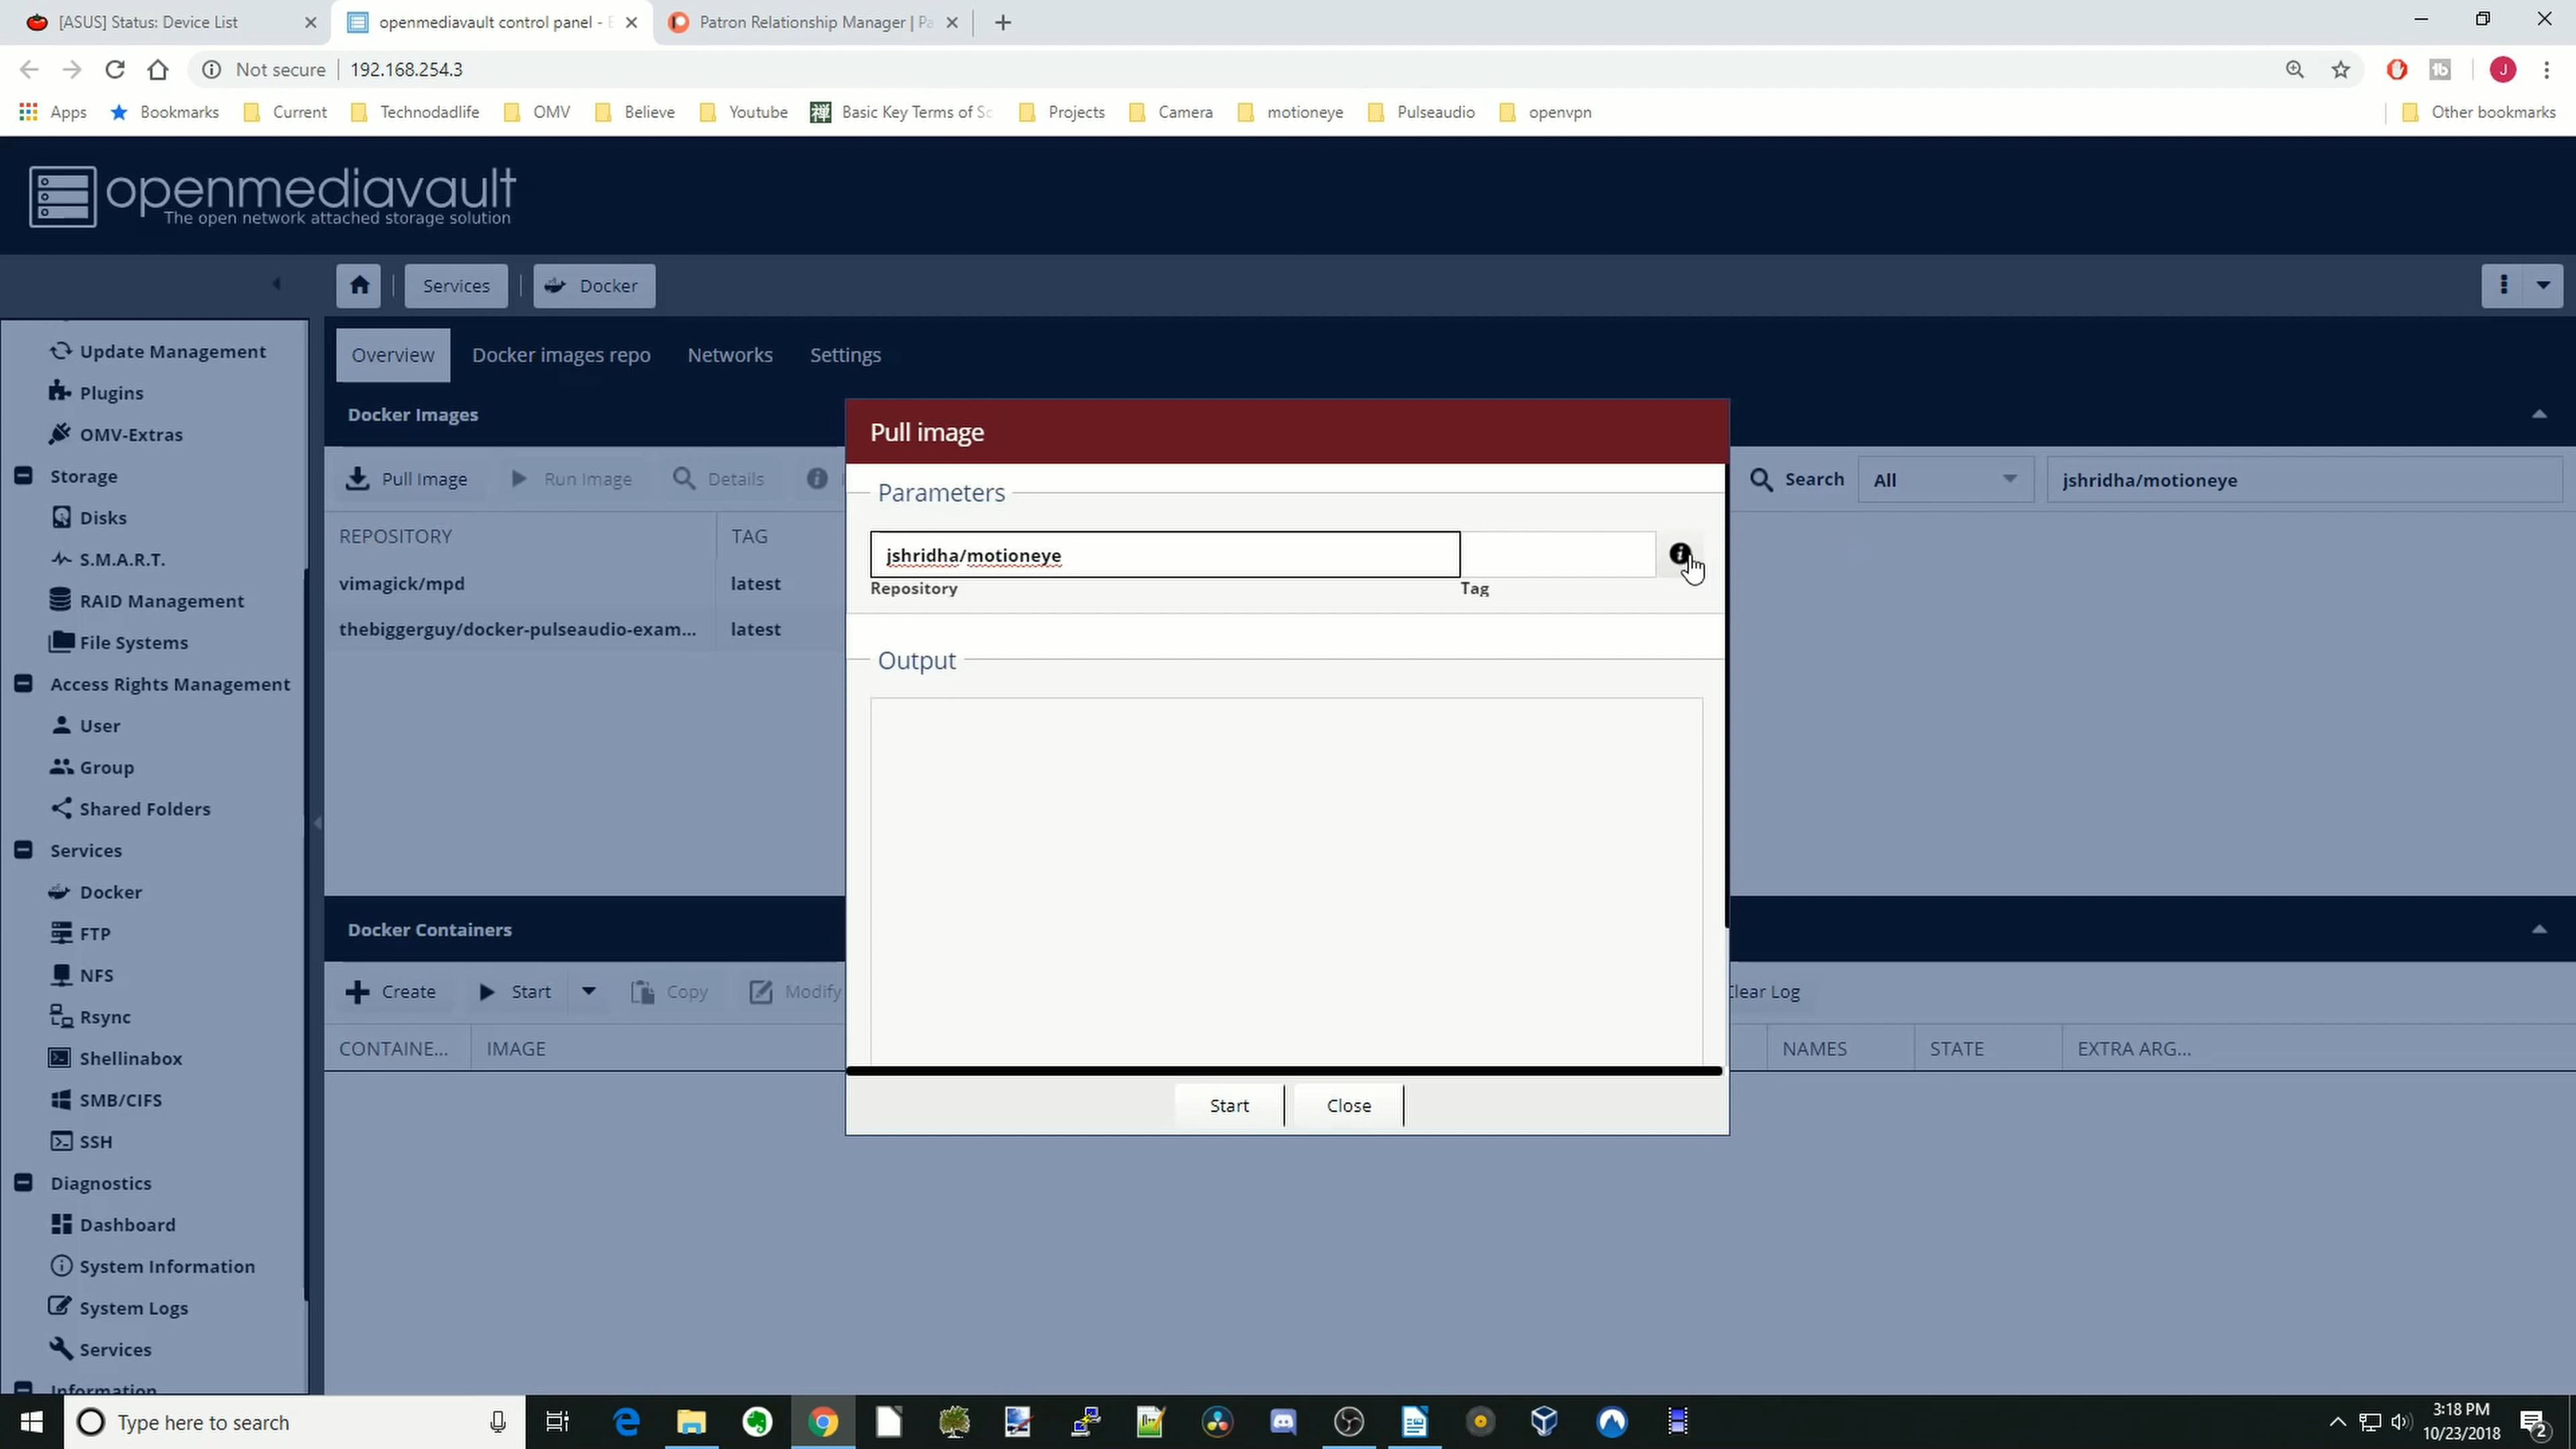 [ASUS] Status: Device List
openmediavault control panel -
Patron Relationship Manager |
Not secure
192.168.254.3
Apps
Bookmarks
Current
Technodadlife
OMV
Believe
Youtube
禅 Basic Key Terms of
Projects
Camera
motioneye
Pulseaudio
openvpn
Other bookmarks
tb
J
openmediavault
The open network attached storage solution
Services
Docker
Update Management
Plugins
OMV-Extras
Storage
Disks
S.M.A.R.T.
RAID Management
File Systems
Access Rights Management
User
Group
Shared Folders
Services
Docker
FTP
NFS
Rsync
Shellinabox
SMB/CIFS
SSH
Diagnostics
Dashboard
System Information
System Logs
Services
Information
Overview
Docker images repo
Networks
Settings
Docker Images
Pull Image
Run Image
Details
Search
All
jshridha/motioneye
REPOSITORY
TAG
vimagick/mpd
latest
thebiggerguy/docker-pulseaudio-exam...
latest
Pull image
Parameters
jshridha/motioneye
Repository
Tag
Output
Start
Close
Docker Containers
Create
Start
Copy
Modify
Clear Log
CONTAINE...
IMAGE
NAMES
STATE
EXTRA ARG...
Type here to search
3:18 PM
10/23/2018
2